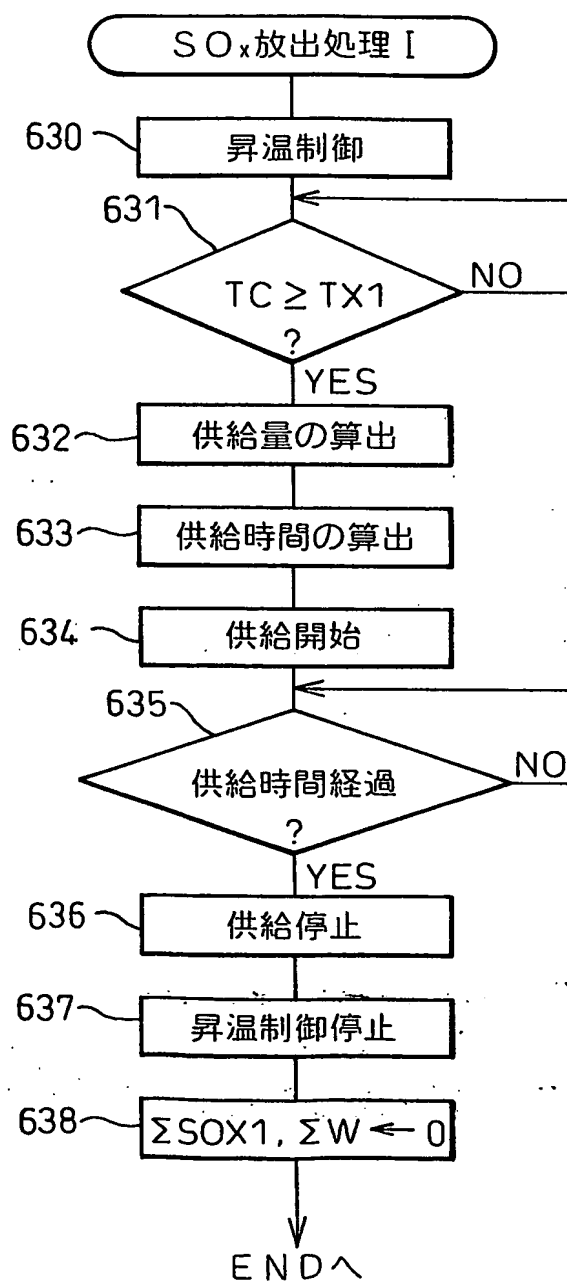 SOx放出処理 I
630
昇温制御
631
TC ≥ TX1
?
NO
YES
632
供給量の算出
633
供給時間の算出
634
供給開始
635
供給時間経過
?
NO
YES
636
供給停止
637
昇温制御停止
638
ΣSOX1, ΣW ← 0
ENDへ